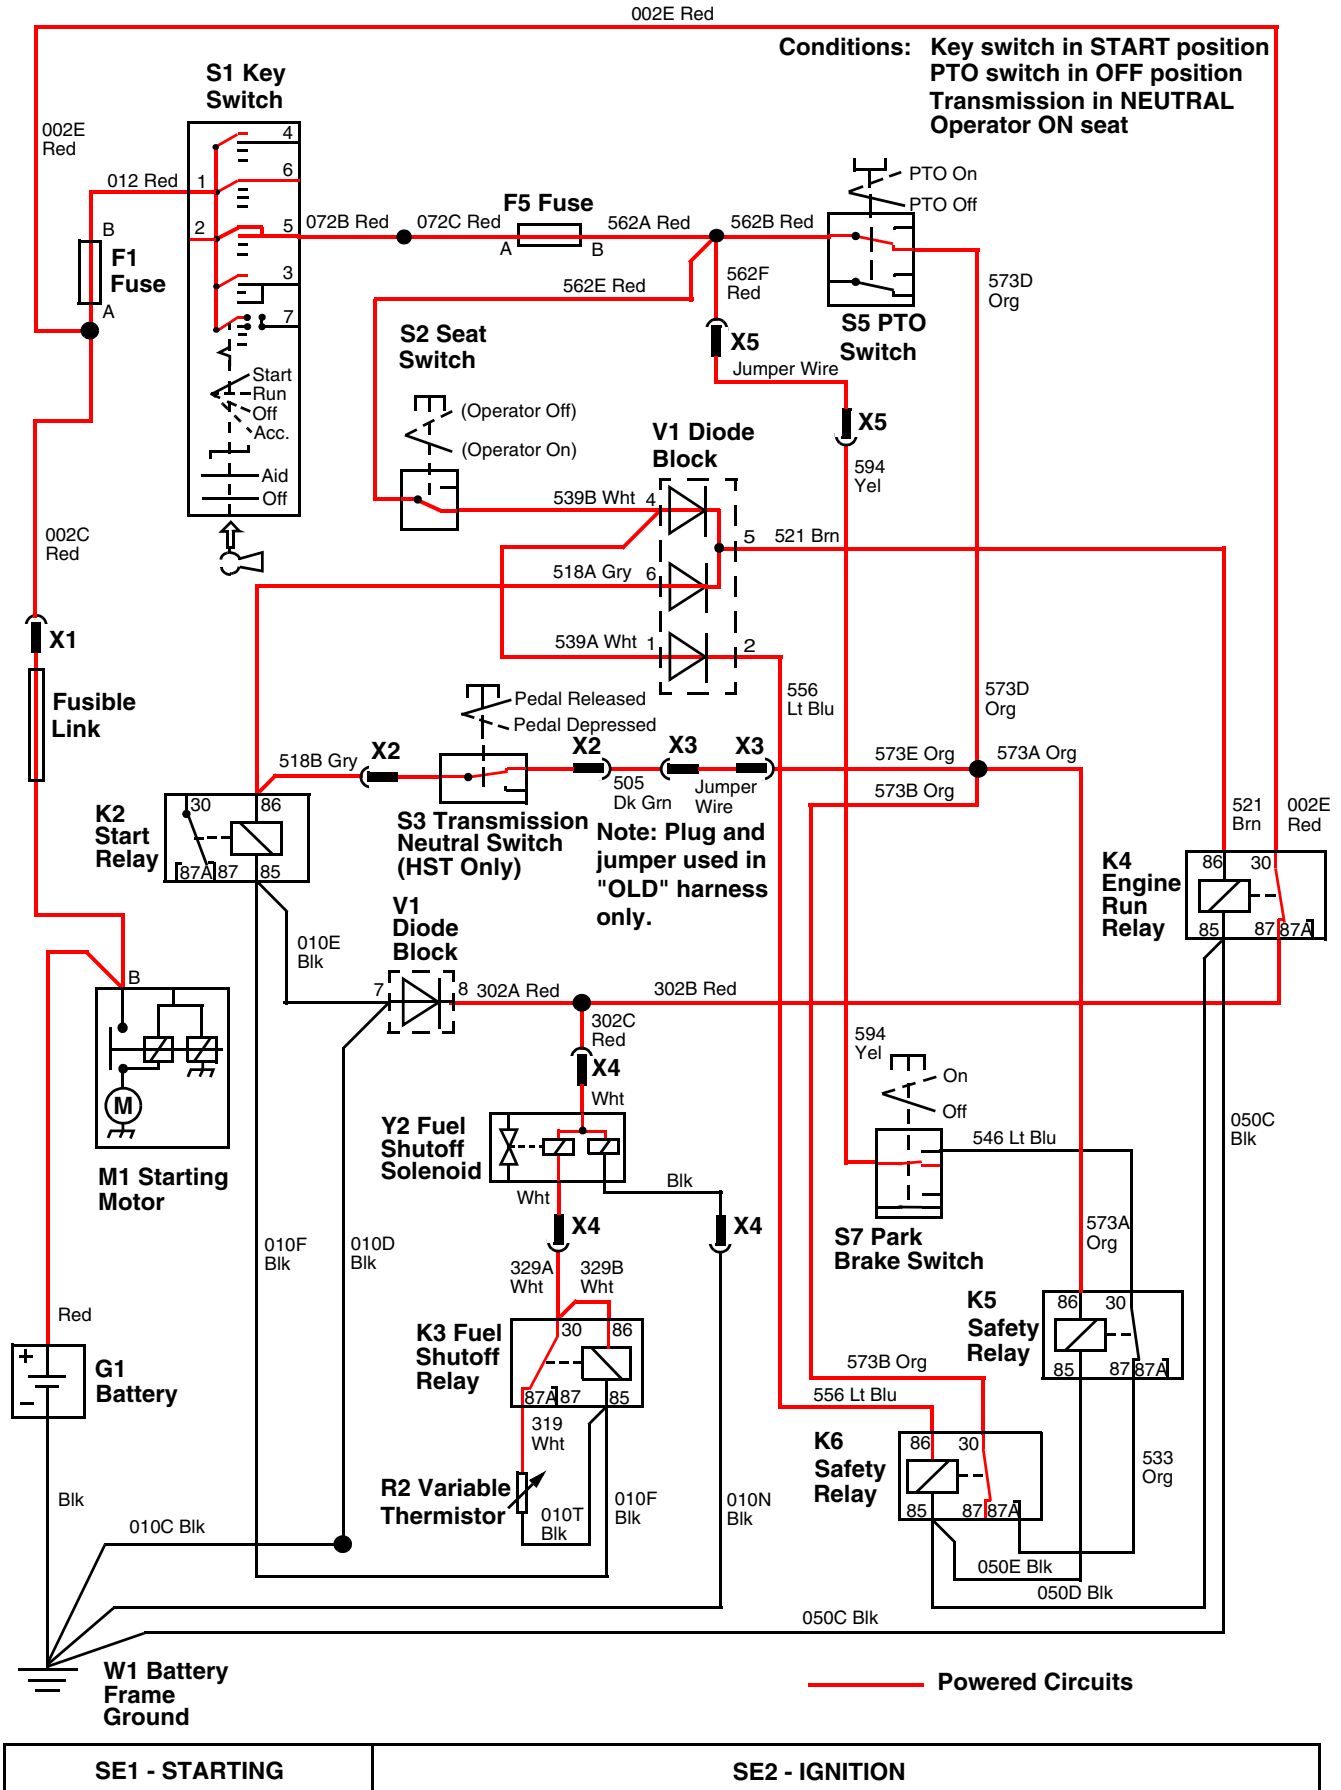 002E Red
Conditions: Key switch in START position
PTO switch in OFF position
Transmission in NEUTRAL
Operator ON seat
S1 Key
Switch
002E
Red
012 Red
1
2
4
6
5
3
7
B
F1
Fuse
A
072B Red
072C Red
F5 Fuse
A
B
562A Red
562B Red
PTO On
PTO Off
573D
Org
562E Red
562F
Red
S5 PTO
Switch
X5
Jumper Wire
X5
594
Yel
S2 Seat
Switch
(Operator Off)
(Operator On)
Start
Run
Off
Acc.
Aid
Off
V1 Diode
Block
539B Wht
4
5
521 Brn
518A Gry
6
539A Wht
1
2
002C
Red
X1
Fusible
Link
Pedal Released
Pedal Depressed
556
Lt Blu
573D
Org
518B Gry
X2
X2
X3
X3
505
Dk Grn
Jumper
Wire
573E Org
573A Org
573B Org
S3 Transmission
Neutral Switch
(HST Only)
Note: Plug and
jumper used in
"OLD" harness
only.
K2
Start
Relay
30
86
87A
87
85
521
Brn
002E
Red
K4
Engine
Run
Relay
86
30
85
87
87A
010E
Blk
V1
Diode
Block
7
8
302A Red
302B Red
302C
Red
X4
Wht
B
M
M1 Starting
Motor
Y2 Fuel
Shutoff
Solenoid
Wht
Blk
X4
X4
594
Yel
On
Off
546 Lt Blu
S7 Park
Brake Switch
050C
Blk
573A
Org
010F
Blk
010D
Blk
329A
Wht
329B
Wht
Red
G1
Battery
K3 Fuel
Shutoff
Relay
30
86
87A
87
85
K5
Safety
Relay
86
30
85
87
87A
573B Org
556 Lt Blu
319
Wht
R2 Variable
Thermistor
010T
Blk
010F
Blk
010N
Blk
K6
Safety
Relay
86
30
85
87
87A
533
Org
Blk
010C Blk
050E Blk
050D Blk
050C Blk
W1 Battery
Frame
Ground
Powered Circuits
SE1 - STARTING
SE2 - IGNITION